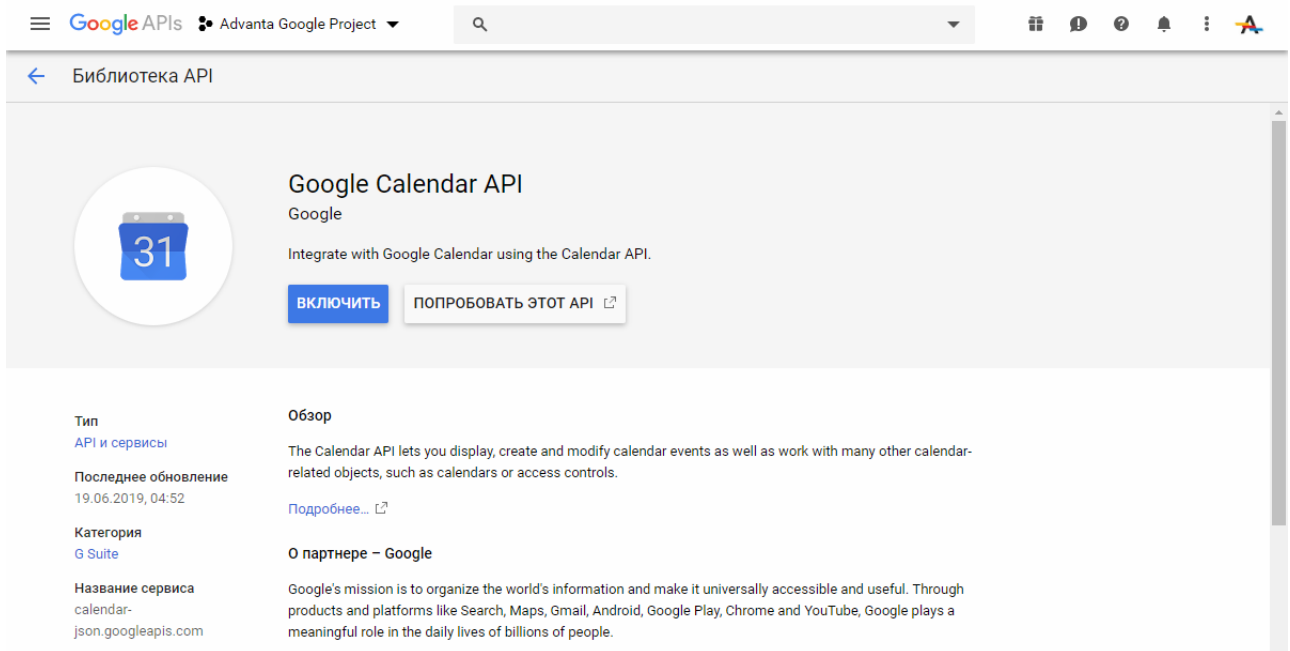 Google APIs Advanta Google Project
Библиотека API
31
Google Calendar API
Google
Integrate with Google Calendar using the Calendar API.
ВКЛЮЧИТЬ ПОПРОБОВАТЬ ЭТОТ API
Тип
API и сервисы
Последнее обновление
19.06.2019, 04:52
Категория
G Suite
Название сервиса
calendar-
json.googleapis.com
Обзор
The Calendar API lets you display, create and modify calendar events as well as work with many other calendar-
related objects, such as calendars or access controls.
Подробнее...
О партнере – Google
Google's mission is to organize the world's information and make it universally accessible and useful. Through
products and platforms like Search, Maps, Gmail, Android, Google Play, Chrome and YouTube, Google plays a
meaningful role in the daily lives of billions of people.